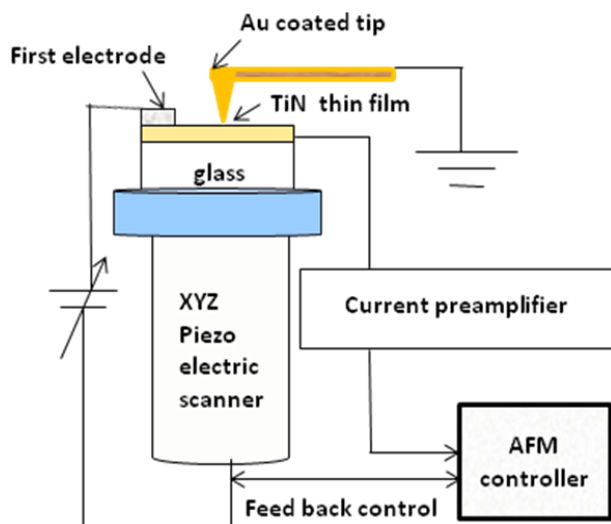 Au coated tip
First electrode
TiN thin film
glass
XYZ
Piezo
electric
scanner
Current preamplifier
AFM
controller
Feed back control